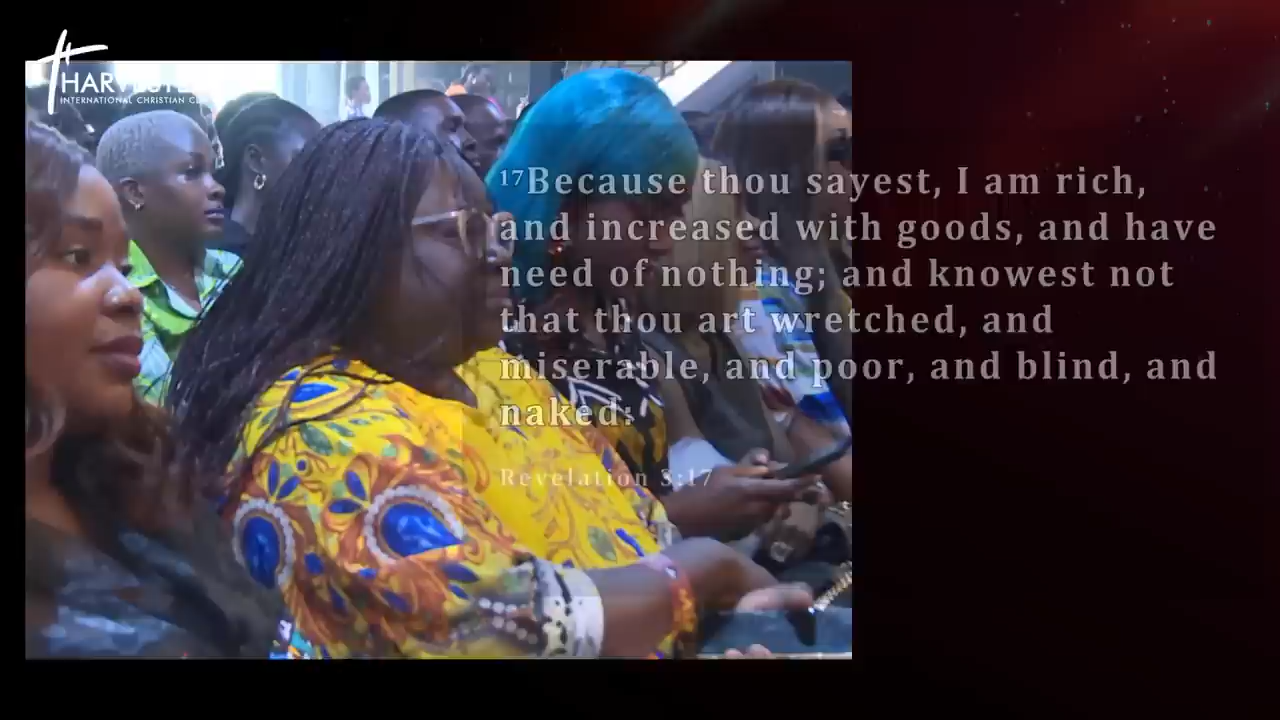 HARVESTE
INTERNATIONAL CHRISTIAN CE
17Because thou sayest, I am rich,
and increased with goods, and have
need of nothing; and knowest not
that thou art wretched, and
miserable, and poor, and blind, and
naked:
Revelation 3:17